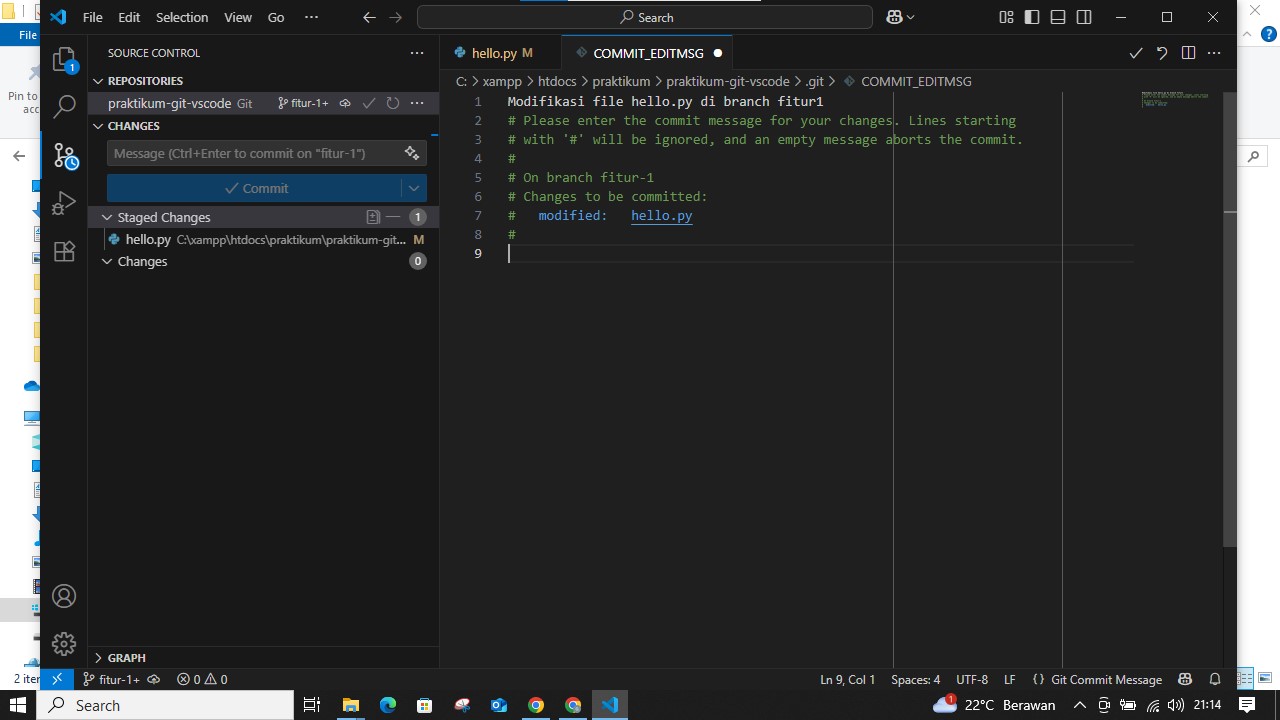 File
Pin to
acc
2 iter
File Edit Selection View Go ···
Search
SOURCE CONTROL ···
REPOSITORIES
praktikum-git-vscode Git fitur-1+ ···
CHANGES
Message (Ctrl+Enter to commit on "fitur-1")
Commit
Staged Changes 1
hello.py C:\xampp\htdocs\praktikum\praktikum-git... M
Changes 0
GRAPH
hello.py M COMMIT_EDITMSG ···
C: > xampp > htdocs > praktikum > praktikum-git-vscode > .git > COMMIT_EDITMSG
1 Modifikasi file hello.py di branch fitur1
2 # Please enter the commit message for your changes. Lines starting
3 # with '#' will be ignored, and an empty message aborts the commit.
4 #
5 # On branch fitur-1
6 # Changes to be committed:
7 # modified: hello.py
8 #
9
fitur-1+ 0 0 Ln 9, Col 1 Spaces: 4 UTF-8 LF {} Git Commit Message
Search 1 22°C Berawan 21:14